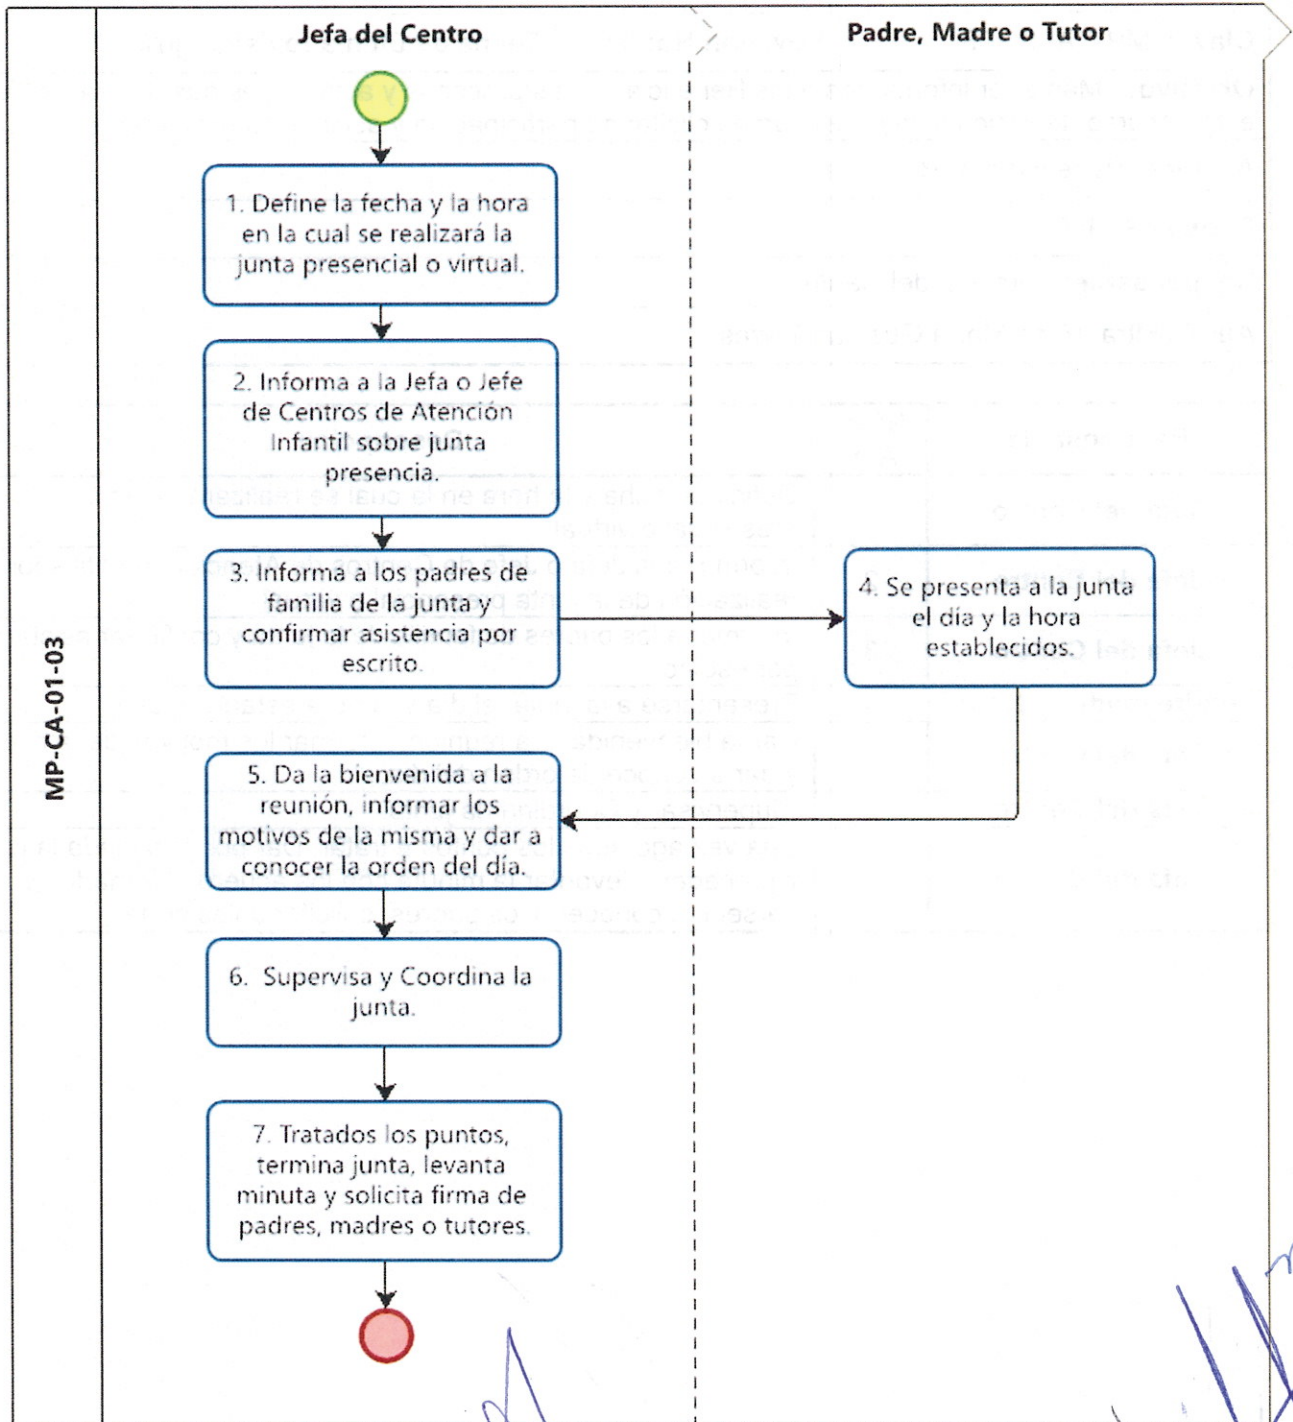 Jefa del Centro
Padre, Madre o Tutor
MP-CA-01-03
1. Define la fecha y la hora
en la cual se realizará la
junta presencial o virtual.
2. Informa a la Jefa o Jefe
de Centros de Atención
Infantil sobre junta
presencia.
3. Informa a los padres de
familia de la junta y
confirmar asistencia por
escrito.
4. Se presenta a la junta
el día y la hora
establecidos.
5. Da la bienvenida a la
reunión, informar los
motivos de la misma y dar a
conocer la orden del día.
6. Supervisa y Coordina la
junta.
7. Tratados los puntos,
termina junta, levanta
minuta y solicita firma de
padres, madres o tutores.